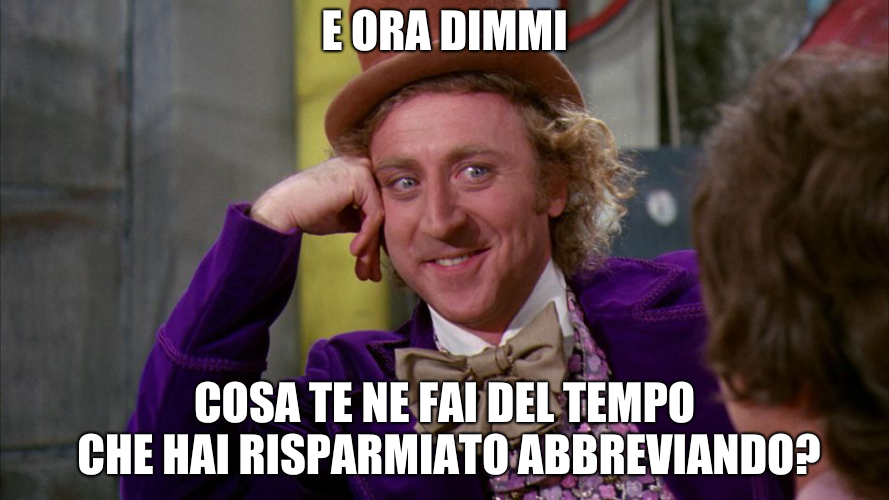 E ORA DIMMI
COSA TE NE FAI DEL TEMPO
CHE HAI RISPARMIATO ABBREVIANDO?